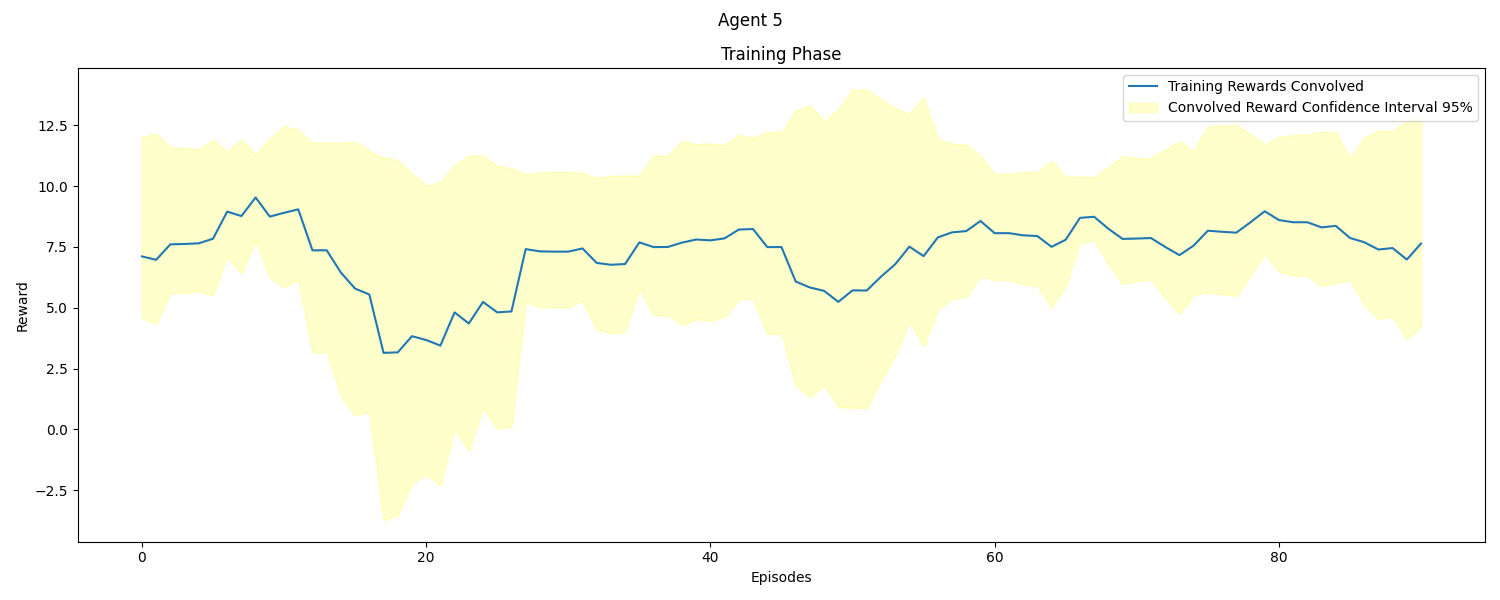 Agent 5
Training Phase
Training Rewards Convolved
Convolved Reward Confidence Interval 95%
12.5
10.0
7.5
5.0
2.5
0.0
−2.5
Reward
0
20
40
60
80
Episodes